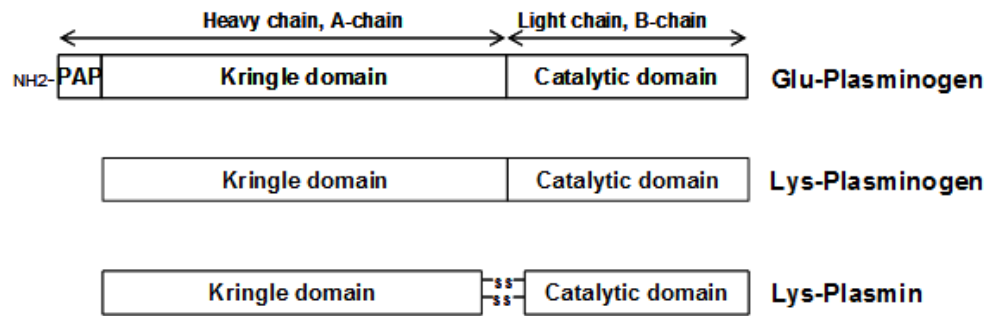 Heavy chain, A-chain Light chain, B-chain
NH2- PAP Kringle domain Catalytic domain Glu-Plasminogen
Kringle domain Catalytic domain Lys-Plasminogen
Kringle domain s s s s Catalytic domain Lys-Plasmin